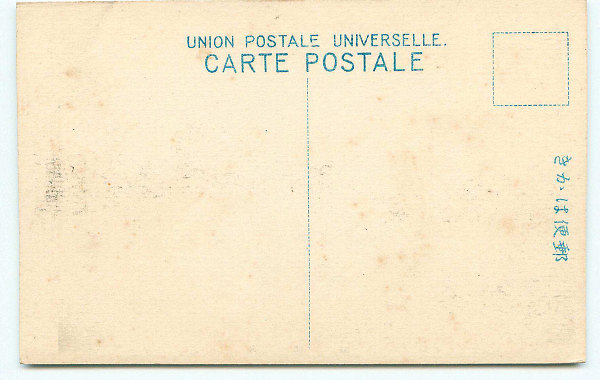 UNION POSTALE UNIVERSELLE.
CARTE POSTALE
郵便はかき